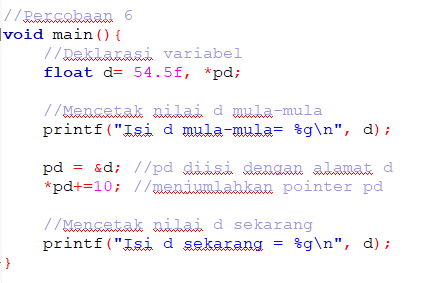 //Percobaan 6
void main(){
//Deklarasi variabel
float d= 54.5f, *pd;
//Mencetak nilai d mula-mula
printf("Isi d mula-mula= %g\n", d);
pd = &d; //pd diisi dengan alamat d
*pd+=10; //menjumlahkan pointer pd
//Mencetak nilai d sekarang
printf("Isi d sekarang = %g\n", d);
}